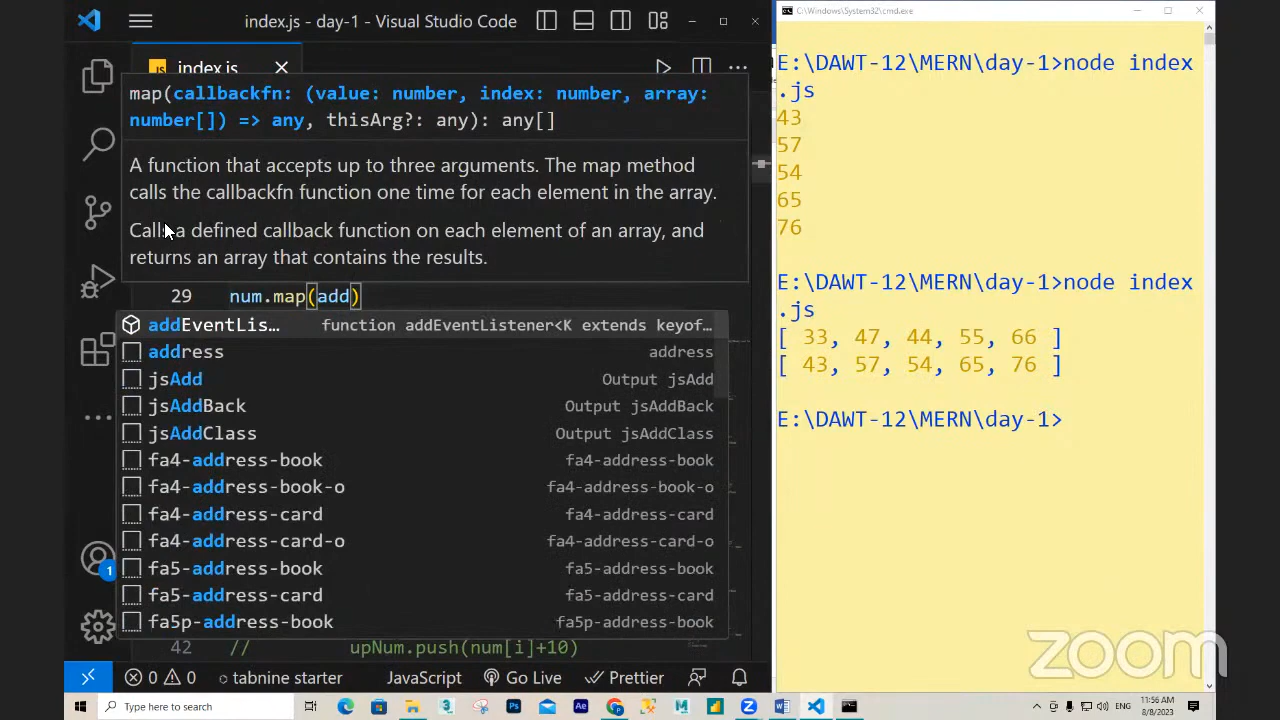 index.js - day-1 - Visual Studio Code
index.js
map(callbackfn: (value: number, index: number, array:
number[]) => any, thisArg?: any): any[]
A function that accepts up to three arguments. The map method
calls the callbackfn function one time for each element in the array.
Calls a defined callback function on each element of an array, and
returns an array that contains the results.
29 num.map(add)
addEventLis... function addEventListener<K extends keyof...
address address
jsAdd Output jsAdd
jsAddBack Output jsAddBack
jsAddClass Output jsAddClass
fa4-address-book fa4-address-book
fa4-address-book-o fa4-address-book-o
fa4-address-card fa4-address-card
fa4-address-card-o fa4-address-card-o
fa5-address-book fa5-address-book
fa5-address-card fa5-address-card
fa5p-address-book fa5p-address-book
42 // upNum.push(num[i]+10)
1
0 0 tabnine starter JavaScript Go Live Prettier
C:\Windows\System32\cmd.exe
E:\DAWT-12\MERN\day-1>node index
.js
43
57
54
65
76
E:\DAWT-12\MERN\day-1>node index
.js
[ 33, 47, 44, 55, 66 ]
[ 43, 57, 54, 65, 76 ]
E:\DAWT-12\MERN\day-1>
zoom
Type here to search
11:56 AM
8/8/2023